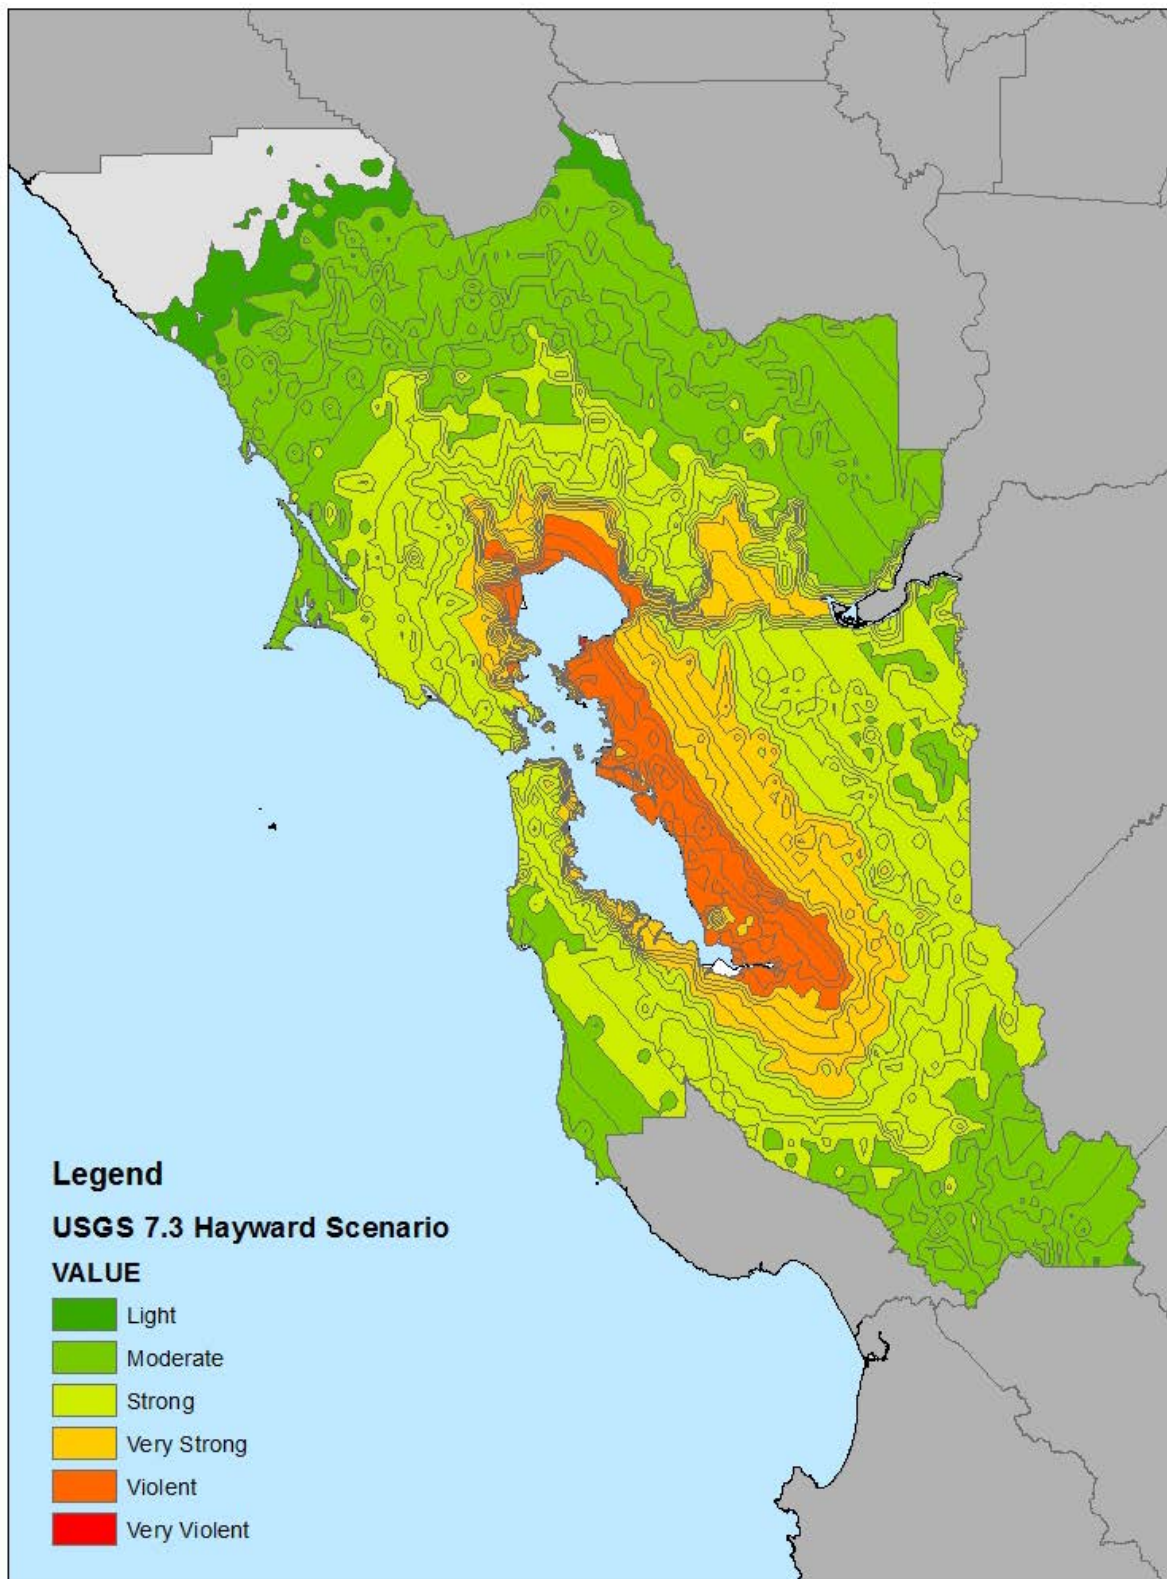 Legend
USGS 7.3 Hayward Scenario
VALUE
Light
Moderate
Strong
Very Strong
Violent
Very Violent